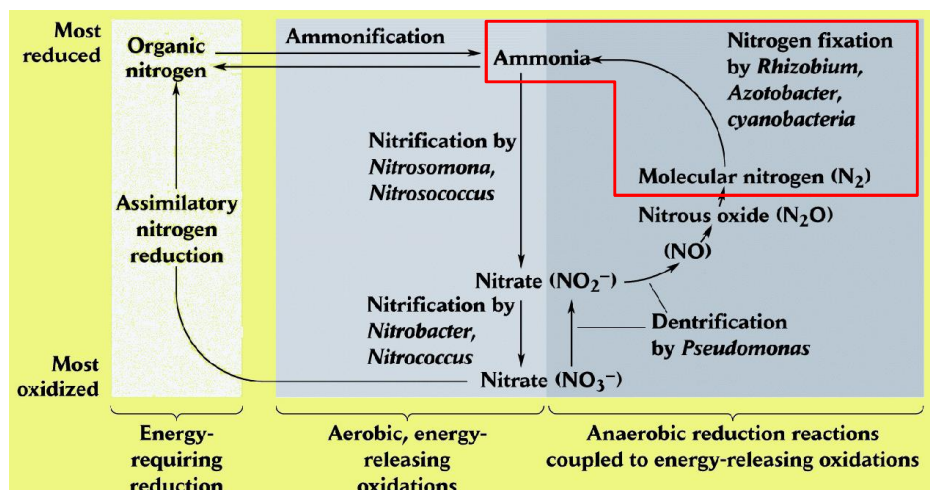 Most
reduced
Organic
nitrogen
Ammonification
Ammonia
Nitrogen fixation
by Rhizobium,
Azotobacter,
cyanobacteria
Nitrification by
Nitrosomona,
Nitrosococcus
Molecular nitrogen (N₂)
Assimilatory
nitrogen
reduction
Nitrous oxide (N₂O)
(NO)
Nitrate (NO₂⁻)
Nitrification by
Nitrobacter,
Nitrococcus
Dentrification
by Pseudomonas
Most
oxidized
Nitrate (NO₃⁻)
Energy-
requiring
reduction
Aerobic, energy-
releasing
oxidations
Anaerobic reduction reactions
coupled to energy-releasing oxidations